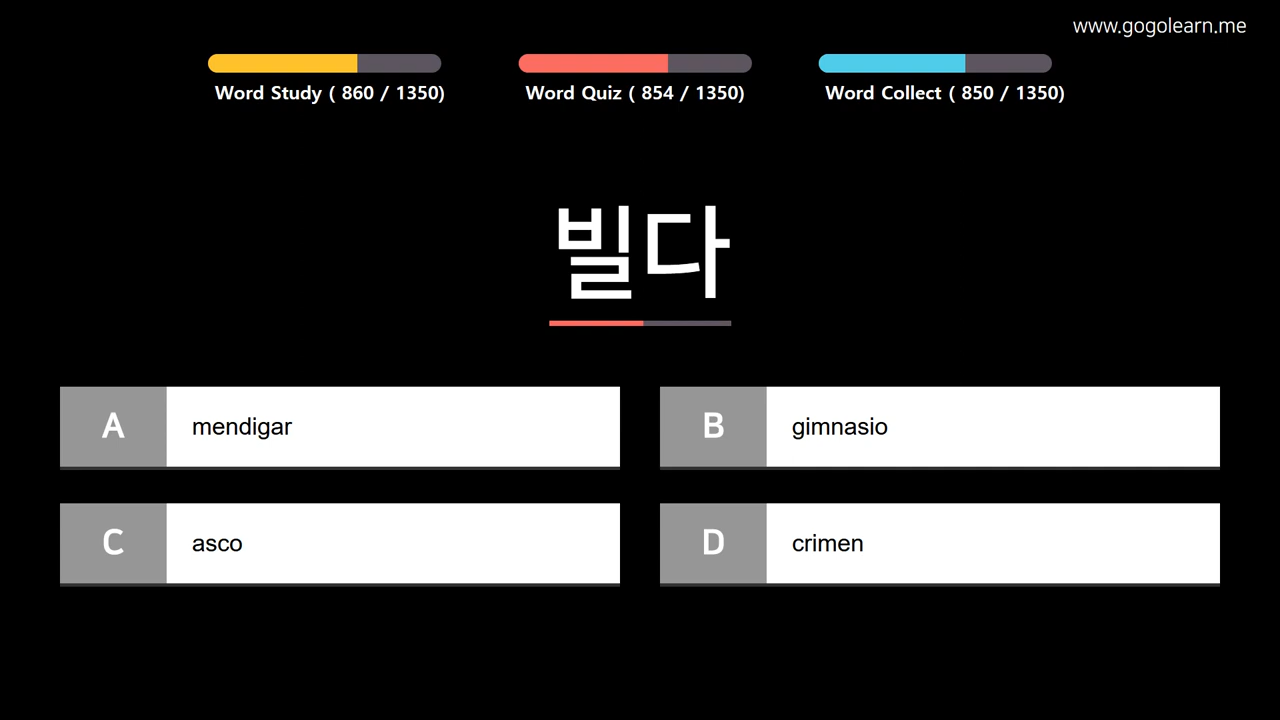 www.gogolearn.me
Word Study ( 860 / 1350)
Word Quiz ( 854 / 1350)
Word Collect ( 850 / 1350)
빌다
A mendigar
B gimnasio
C asco
D crimen